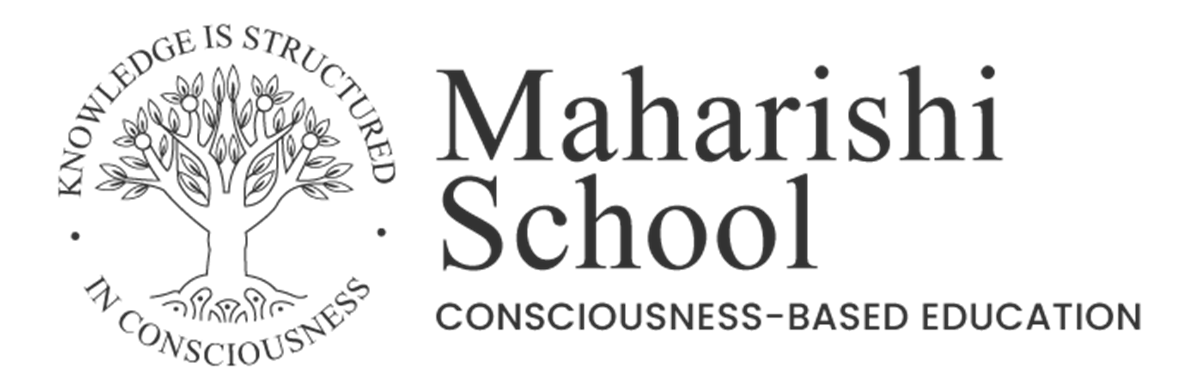 KNOWLEDGE IS STRUCTURED
IN CONSCIOUSNESS
Maharishi
School
CONSCIOUSNESS-BASED EDUCATION